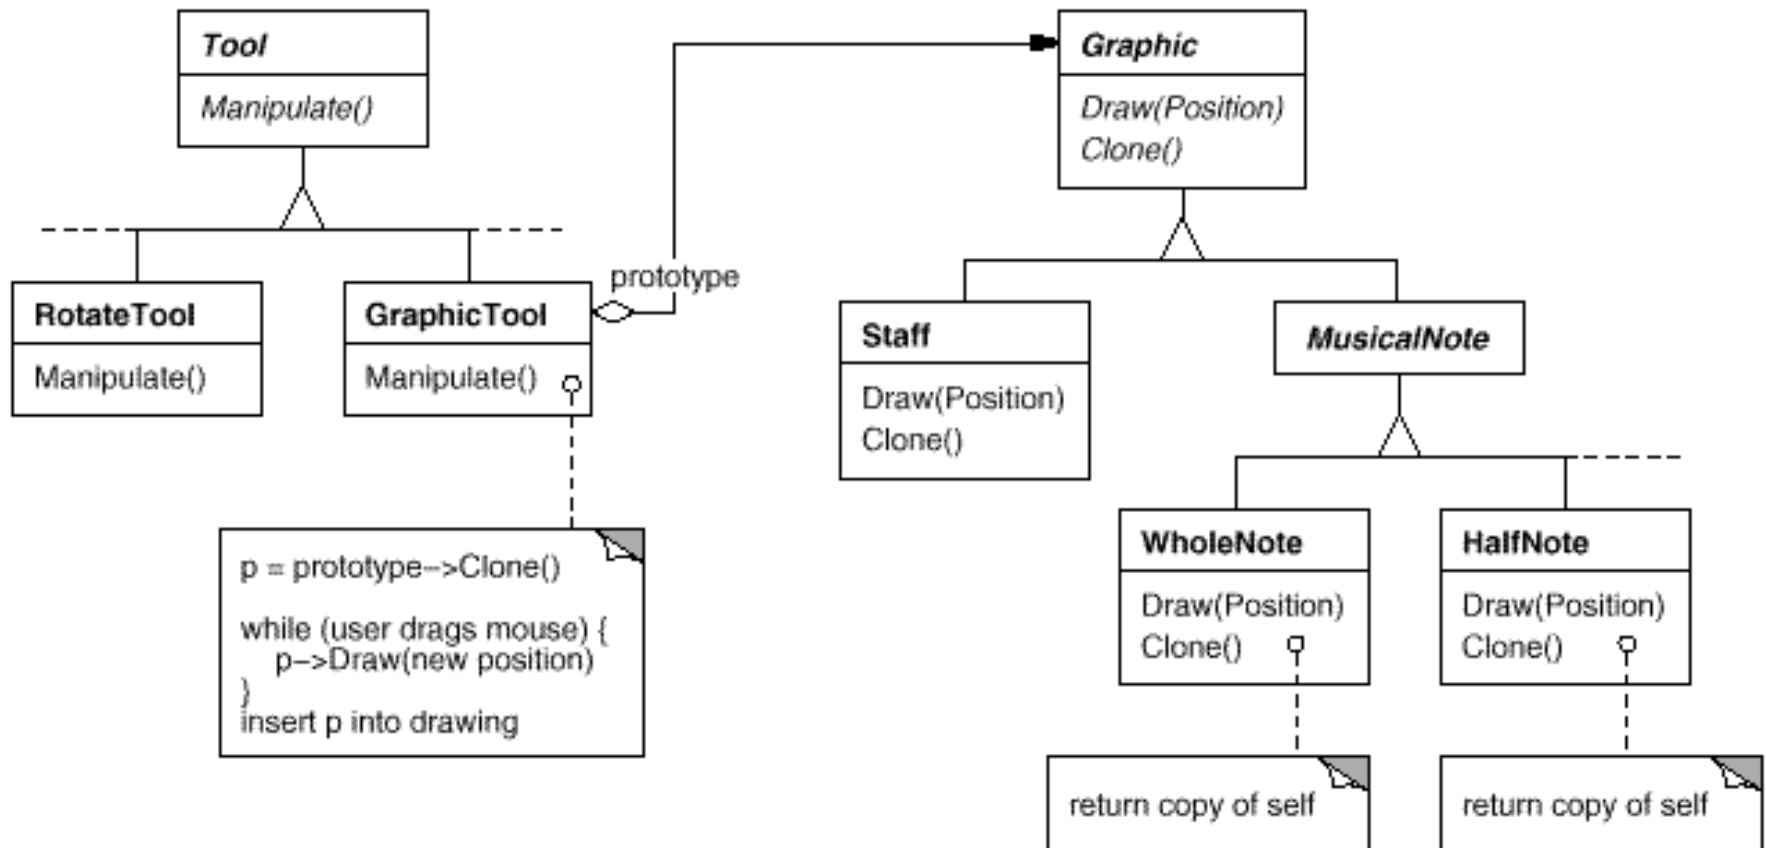 Tool
Manipulate()
Graphic
Draw(Position)
Clone()
prototype
RotateTool
Manipulate()
GraphicTool
Manipulate()
Staff
Draw(Position)
Clone()
MusicalNote
WholeNote
Draw(Position)
Clone()
HalfNote
Draw(Position)
Clone()
p = prototype–>Clone()
while (user drags mouse) {
p–>Draw(new position)
}
insert p into drawing
return copy of self
return copy of self